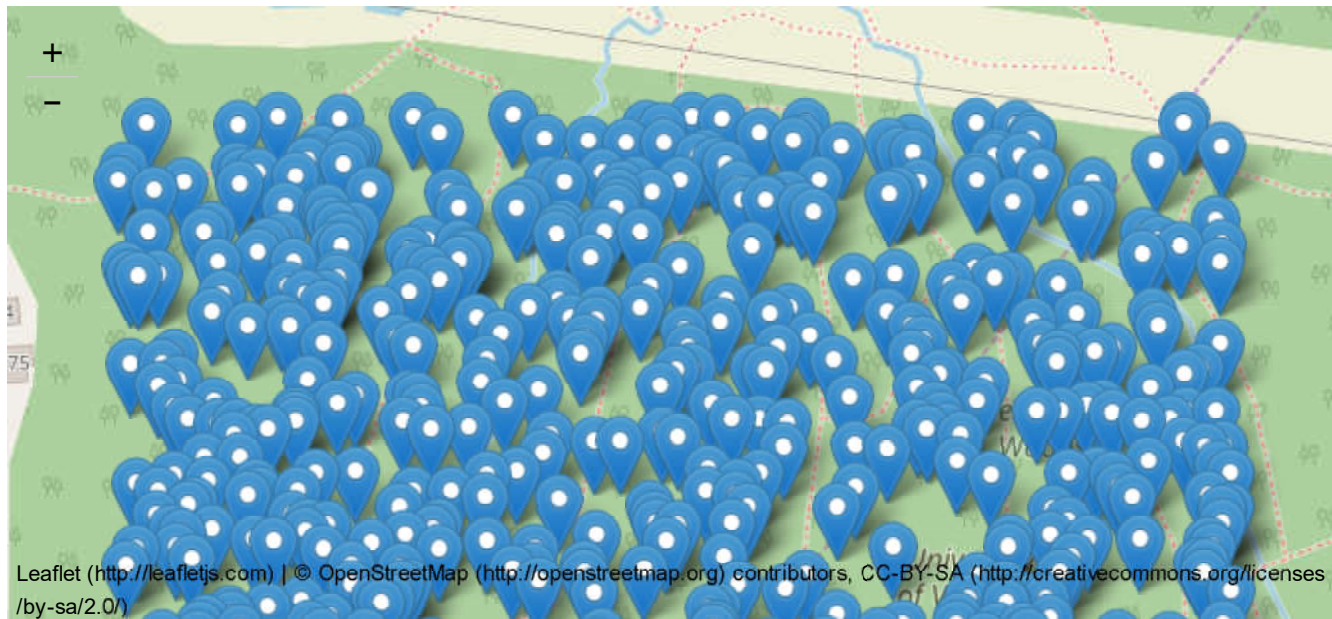 +
−
75
Leaflet (http://leafletjs.com) | © OpenStreetMap (http://openstreetmap.org) contributors, CC-BY-SA (http://creativecommons.org/licenses
/by-sa/2.0/)